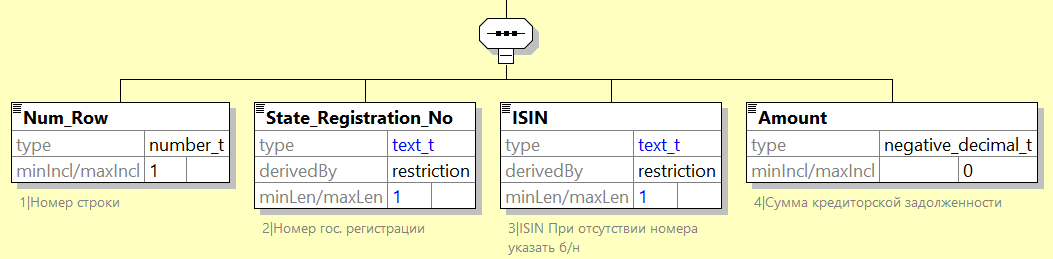 Num_Row
type number_t
minIncl/maxIncl 1
1|Номер строки
State_Registration_No
type text_t
derivedBy restriction
minLen/maxLen 1
2|Номер гос. регистрации
ISIN
type text_t
derivedBy restriction
minLen/maxLen 1
3|ISIN При отсутствии номера
указать б/н
Amount
type negative_decimal_t
minIncl/maxIncl 0
4|Сумма кредиторской задолженности